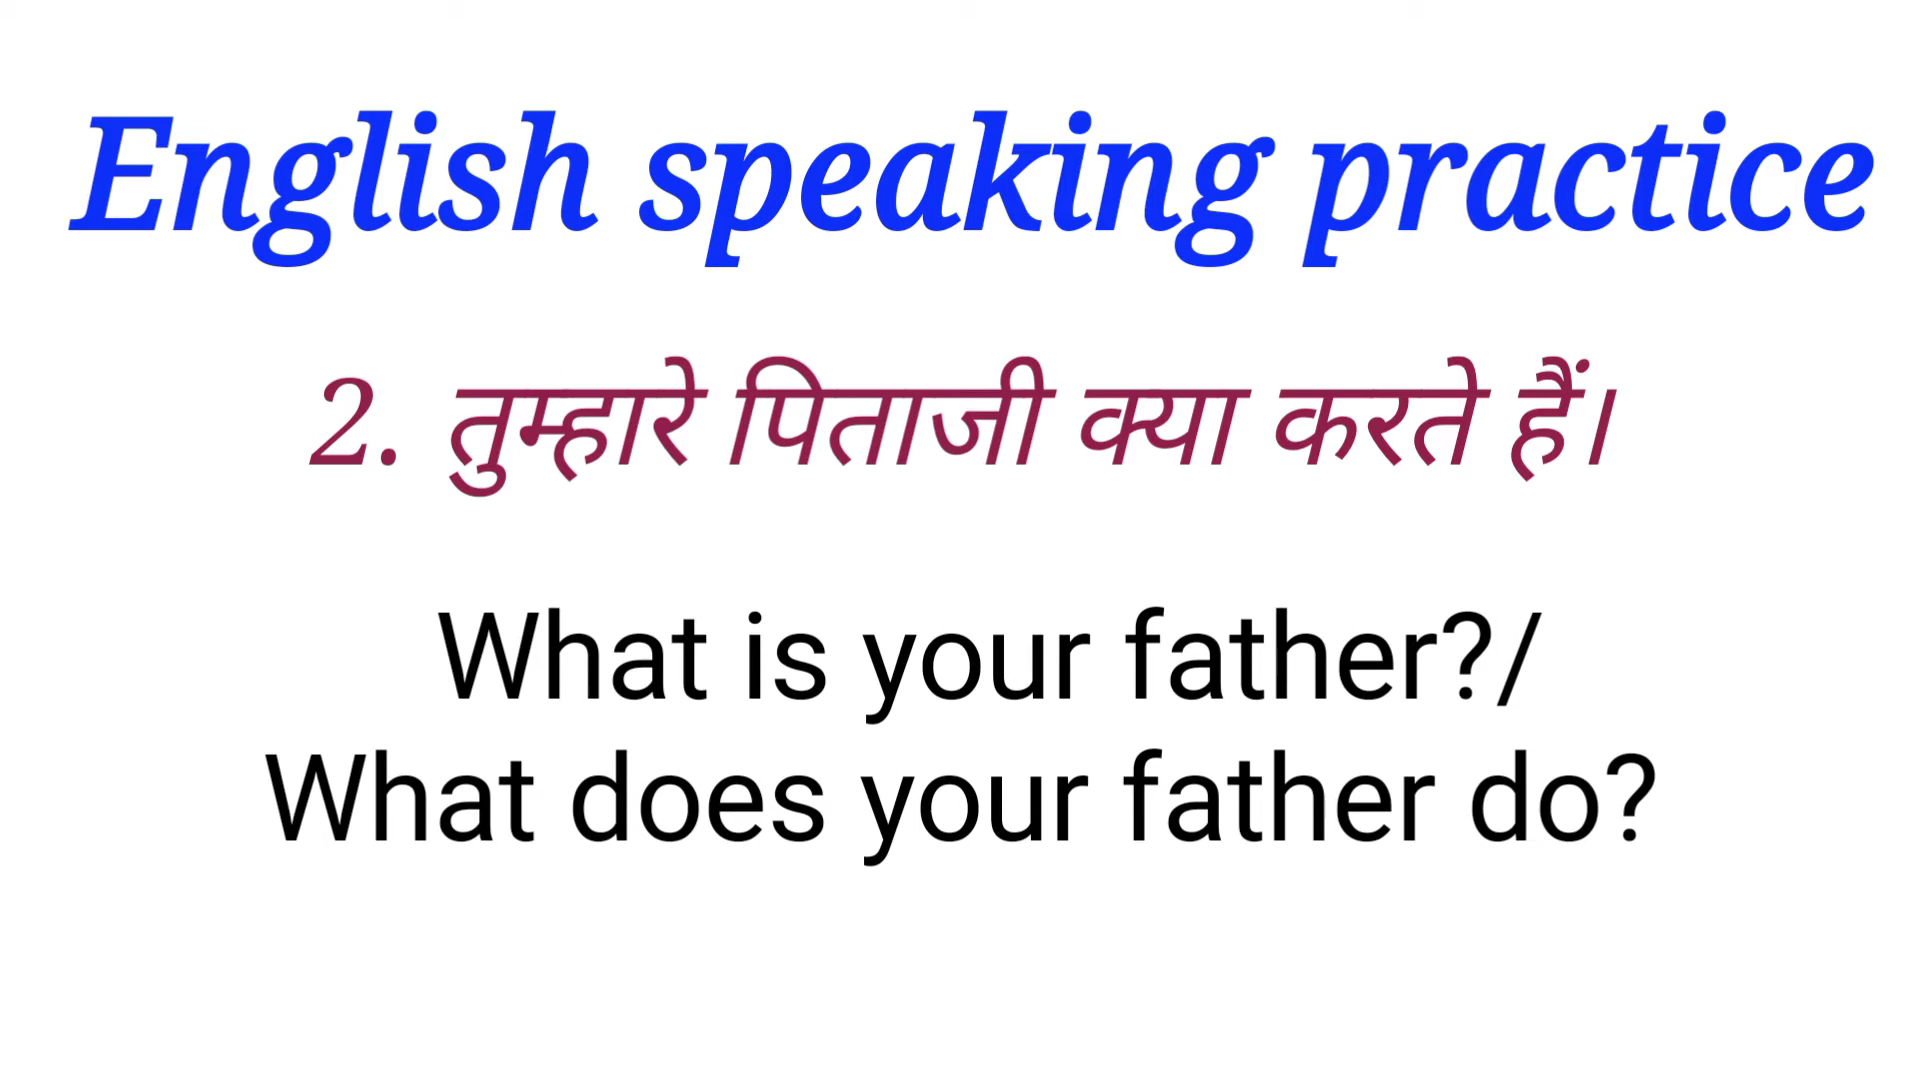 English speaking practice
2. तुम्हारे पिताजी क्या करते हैं।
What is your father?/
What does your father do?